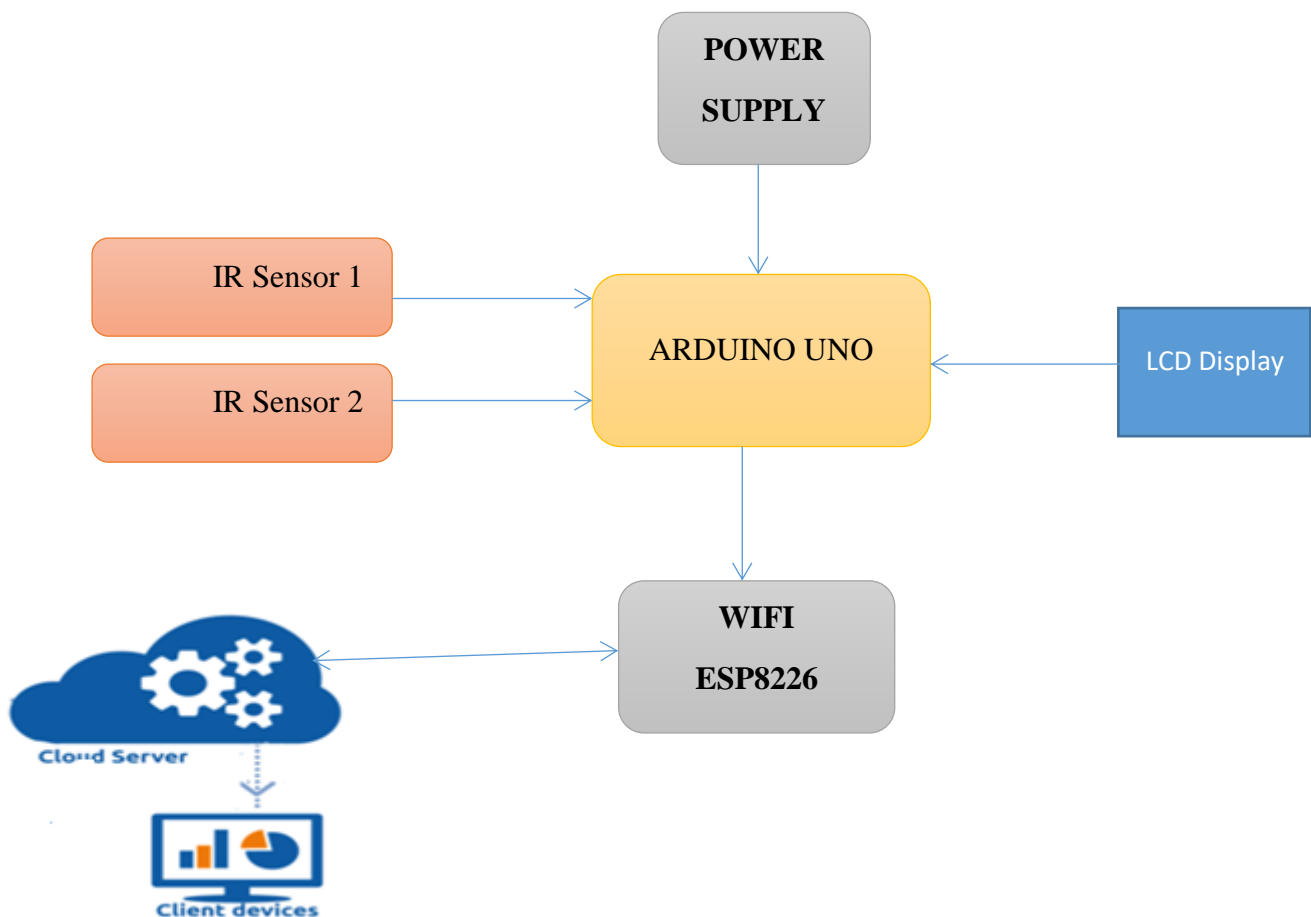 POWER
SUPPLY
IR Sensor 1
ARDUINO UNO
LCD Display
IR Sensor 2
WIFI
ESP8226
Cloud Server
Client devices